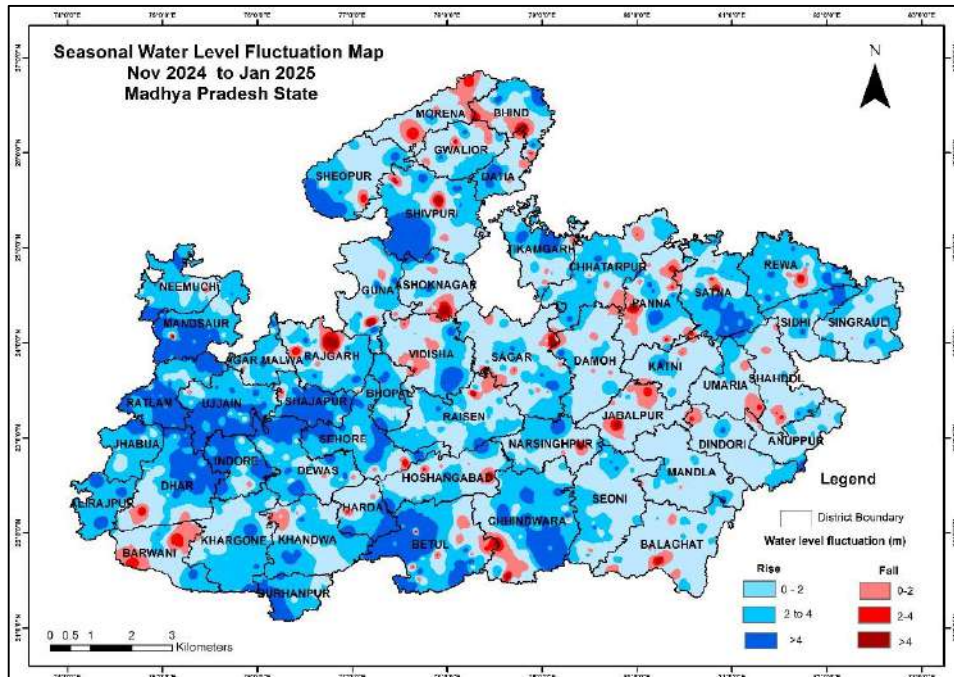 Seasonal Water Level Fluctuation Map
Nov 2024 to Jan 2025
Madhya Pradesh State
N
MORENA
BHIND
GWALIOR
SHEOPUR
DATIA
SHIVPURI
TIKAMGARH
CHHATARPUR
REWA
NEEMUCH
GUNA
ASHOKNAGAR
PANNA
SATNA
SIDHI
SINGRAULI
MANDSAUR
AGAR MALWA
RAJGARH
VIDISHA
SAGAR
DAMOH
KATNI
UMARIA
SHAHDOL
RATLAM
UJJAIN
SHAJAPUR
BHOPAL
RAISEN
JABALPUR
JHABUA
INDORE
SEHORE
NARSINGHPUR
DINDORI
ANUPPUR
DHAR
DEWAS
HOSHANGABAD
MANDLA
ALIRAJPUR
HARDA
SEONI
BARWANI
KHARGONE
KHANDWA
BETUL
CHHINDWARA
BALAGHAT
BURHANPUR
Legend
District Boundary
Water level fluctuation (m)
Rise
Fall
0 - 2
0-2
2 to 4
2-4
>4
>4
0 0.5 1 2 3
Kilometers